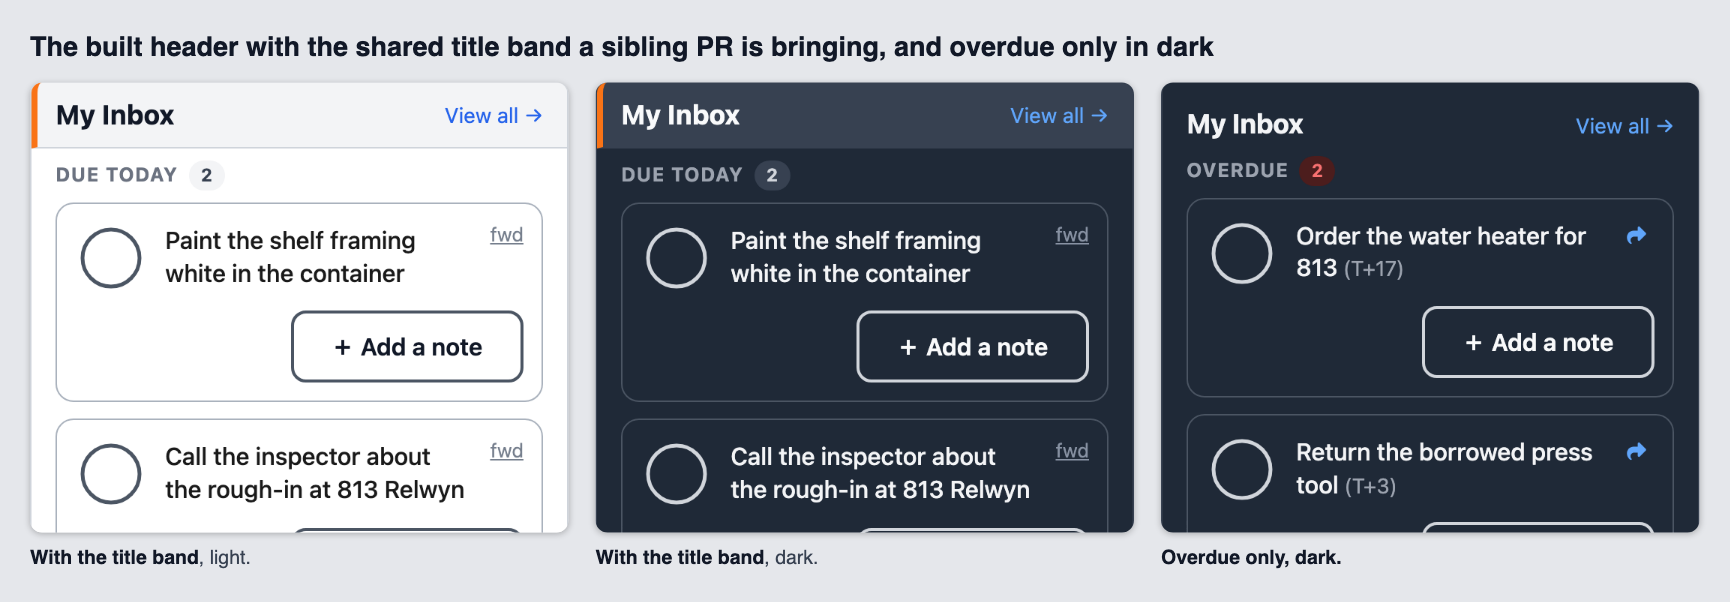 The built header with the shared title band a sibling PR is bringing, and overdue only in dark
My Inbox
View all →
DUE TODAY 2
Paint the shelf framing
white in the container
fwd
+ Add a note
Call the inspector about
the rough-in at 813 Relwyn
fwd
With the title band, light.
My Inbox
View all →
DUE TODAY 2
Paint the shelf framing
white in the container
fwd
+ Add a note
Call the inspector about
the rough-in at 813 Relwyn
fwd
With the title band, dark.
My Inbox
View all →
OVERDUE 2
Order the water heater for
813 (T+17)
+ Add a note
Return the borrowed press
tool (T+3)
Overdue only, dark.